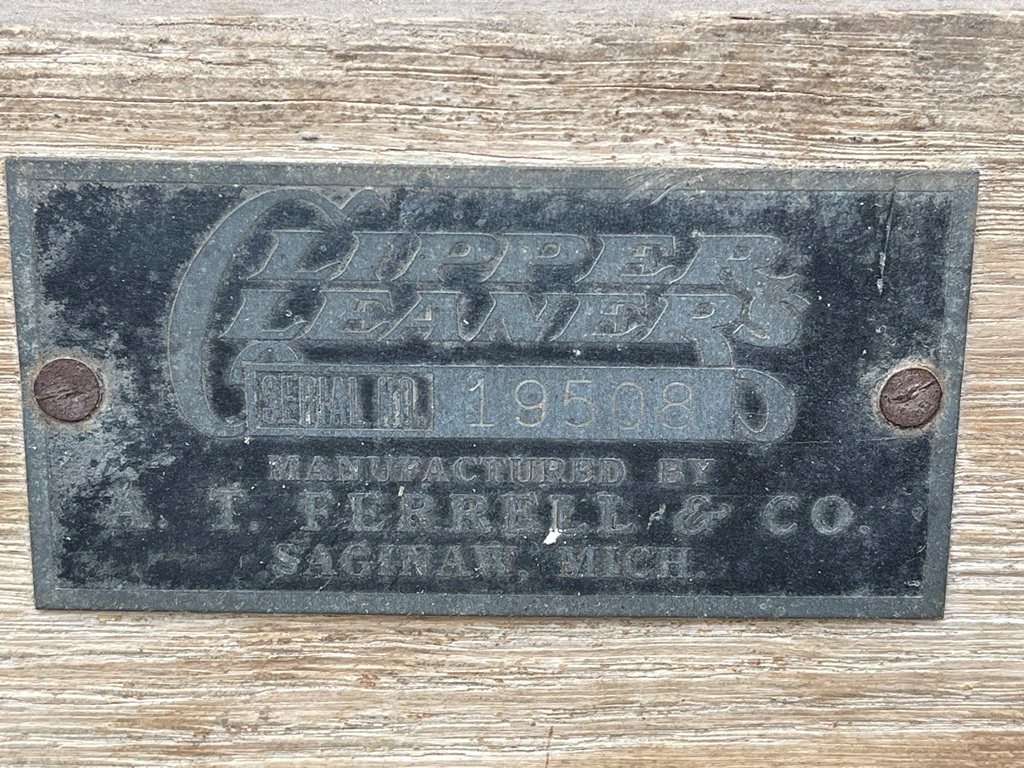 CLIPPER
CLEANERS
SERIAL NO. 19508
MANUFACTURED BY
A. T. FERRELL & CO.
SAGINAW, MICH